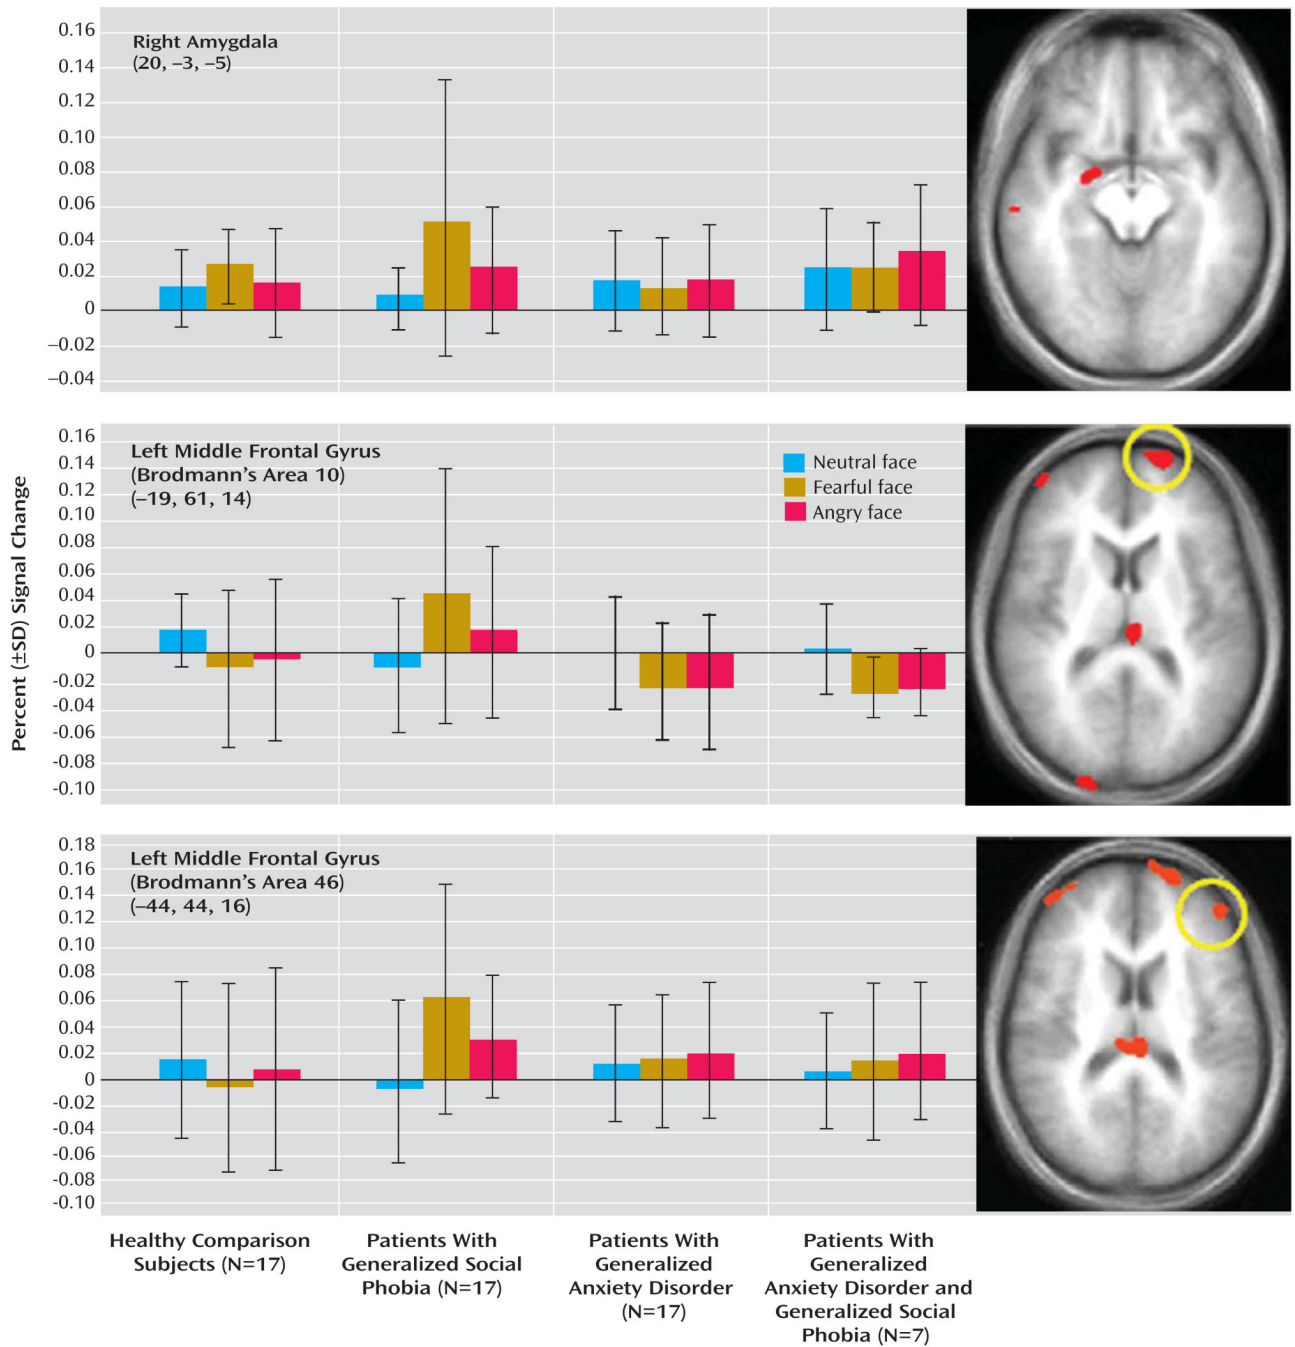 Percent (±SD) Signal Change
0.16
0.14
0.12
0.10
0.08
0.06
0.04
0.02
0
–0.02
–0.04
Right Amygdala
(20, –3, –5)
0.16
0.14
0.12
0.10
0.08
0.06
0.04
0.02
0
-0.02
-0.04
-0.06
-0.08
-0.10
Left Middle Frontal Gyrus
(Brodmann’s Area 10)
(–19, 61, 14)
Neutral face
Fearful face
Angry face
0.18
0.16
0.14
0.12
0.10
0.08
0.06
0.04
0.02
0
-0.02
-0.04
-0.06
-0.08
-0.10
Left Middle Frontal Gyrus
(Brodmann’s Area 46)
(–44, 44, 16)
Healthy Comparison
Subjects (N=17)
Patients With
Generalized Social
Phobia (N=17)
Patients With
Generalized
Anxiety Disorder
(N=17)
Patients With
Generalized
Anxiety Disorder and
Generalized Social
Phobia (N=7)